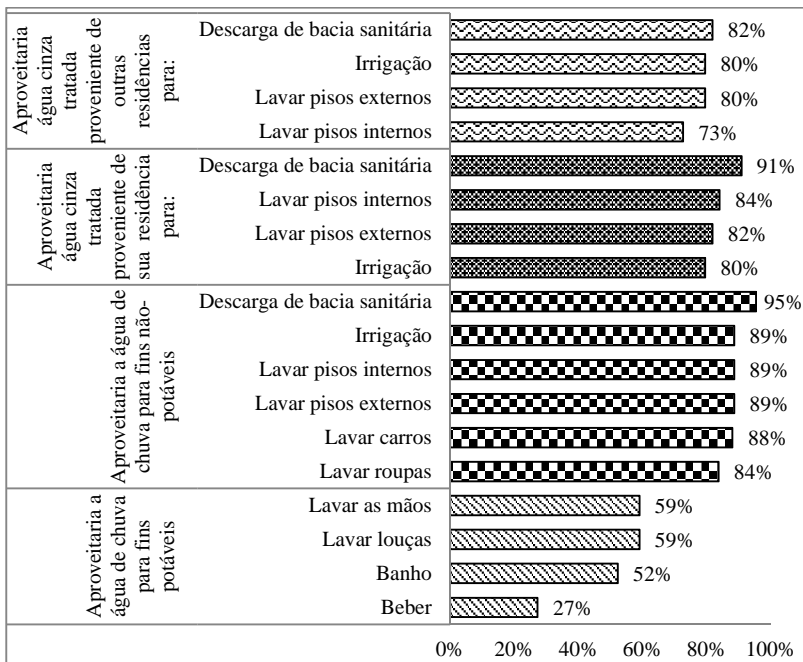 Aproveitaria
água cinza
tratada
proveniente de
outras
residências
para:
Descarga de bacia sanitária
82%
Irrigação
80%
Lavar pisos externos
80%
Lavar pisos internos
73%
Aproveitaria
água cinza
tratada
proveniente de
sua residência
para:
Descarga de bacia sanitária
91%
Lavar pisos internos
84%
Lavar pisos externos
82%
Irrigação
80%
Aproveitaria a água de
chuva para fins não-
potáveis
Descarga de bacia sanitária
95%
Irrigação
89%
Lavar pisos internos
89%
Lavar pisos externos
89%
Lavar carros
88%
Lavar roupas
84%
Aproveitaria a
água de chuva
para fins
potáveis
Lavar as mãos
59%
Lavar louças
59%
Banho
52%
Beber
27%
0% 20% 40% 60% 80% 100%